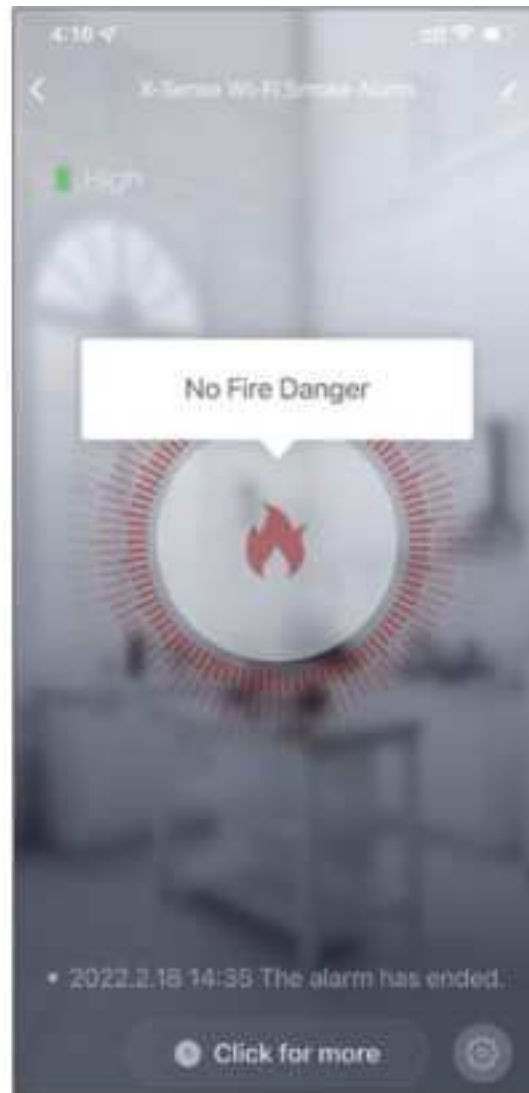 4:16
X-Sense Wi-Fi Smoke Alarm
High
No Fire Danger
• 2022.2.18 14:35 The alarm has ended.
Click for more